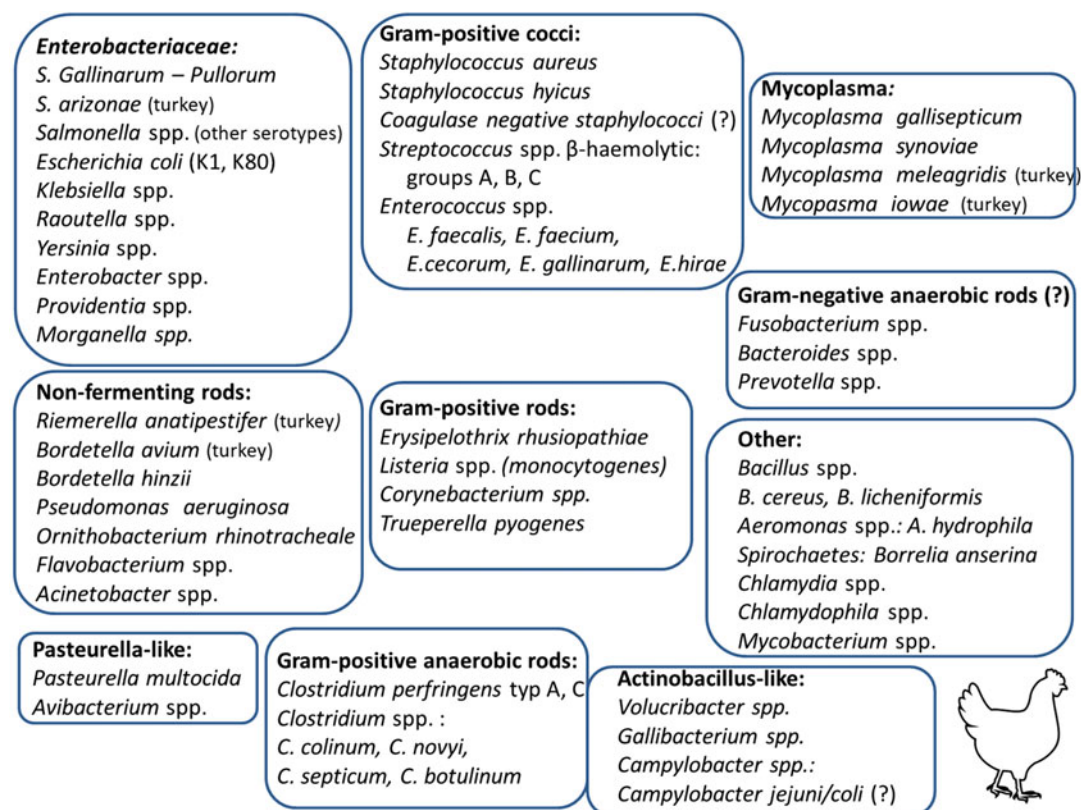 Enterobacteriaceae:
S. Gallinarum – Pullorum
S. arizonae (turkey)
Salmonella spp. (other serotypes)
Escherichia coli (K1, K80)
Klebsiella spp.
Raoutella spp.
Yersinia spp.
Enterobacter spp.
Providentia spp.
Morganella spp.
Gram-positive cocci:
Staphylococcus aureus
Staphylococcus hyicus
Coagulase negative staphylococci (?)
Streptococcus spp. β-haemolytic:
groups A, B, C
Enterococcus spp.
E. faecalis, E. faecium,
E.cecorum, E. gallinarum, E.hirae
Mycoplasma:
Mycoplasma gallisepticum
Mycoplasma synoviae
Mycoplasma meleagridis (turkey)
Mycopasma iowae (turkey)
Gram-negative anaerobic rods (?)
Fusobacterium spp.
Bacteroides spp.
Prevotella spp.
Non-fermenting rods:
Riemerella anatipestifer (turkey)
Bordetella avium (turkey)
Bordetella hinzii
Pseudomonas aeruginosa
Ornithobacterium rhinotracheale
Flavobacterium spp.
Acinetobacter spp.
Gram-positive rods:
Erysipelothrix rhusiopathiae
Listeria spp. (monocytogenes)
Corynebacterium spp.
Trueperella pyogenes
Other:
Bacillus spp.
B. cereus, B. licheniformis
Aeromonas spp.: A. hydrophila
Spirochaetes: Borrelia anserina
Chlamydia spp.
Chlamydophila spp.
Mycobacterium spp.
Pasteurella-like:
Pasteurella multocida
Avibacterium spp.
Gram-positive anaerobic rods:
Clostridium perfringens typ A, C
Clostridium spp. :
C. colinum, C. novyi,
C. septicum, C. botulinum
Actinobacillus-like:
Volucribacter spp.
Gallibacterium spp.
Campylobacter spp.:
Campylobacter jejuni/coli (?)